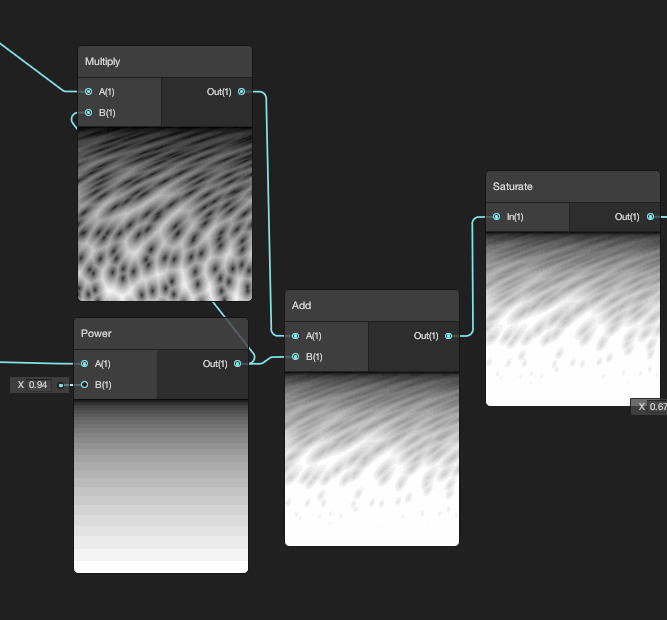 Multiply
A(1) Out(1)
B(1)
Saturate
In(1) Out(1)
Add
A(1) Out(1)
B(1)
Power
A(1) Out(1)
X 0.94 B(1)
X 0.67